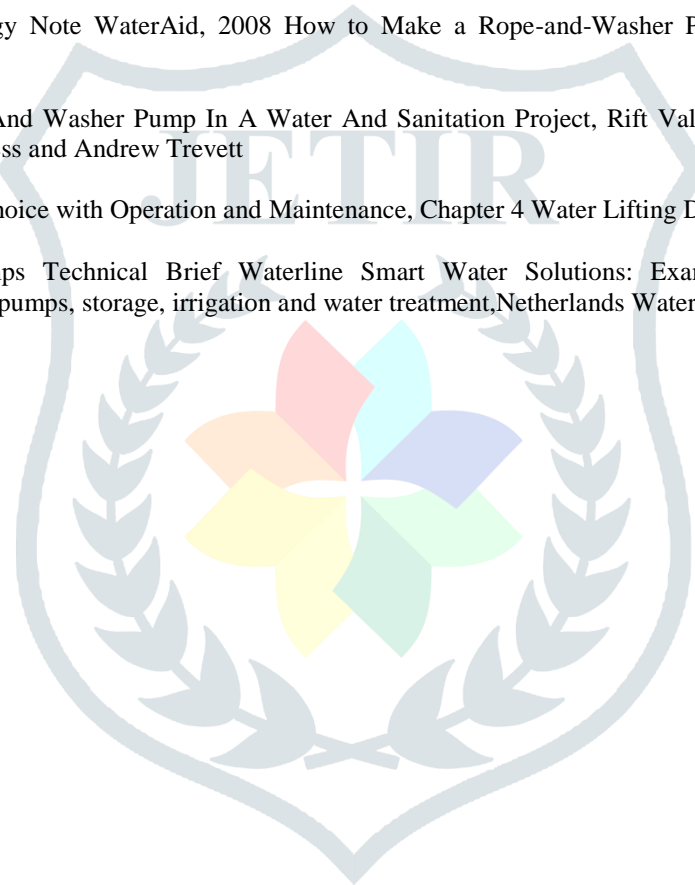 gy Note WaterAid, 2008 How to Make a Rope-and-Washer P
And Washer Pump In A Water And Sanitation Project, Rift Val
ss and Andrew Trevett
hoice with Operation and Maintenance, Chapter 4 Water Lifting D
ps Technical Brief Waterline Smart Water Solutions: Exa
pumps, storage, irrigation and water treatment,Netherlands Water
JETIR